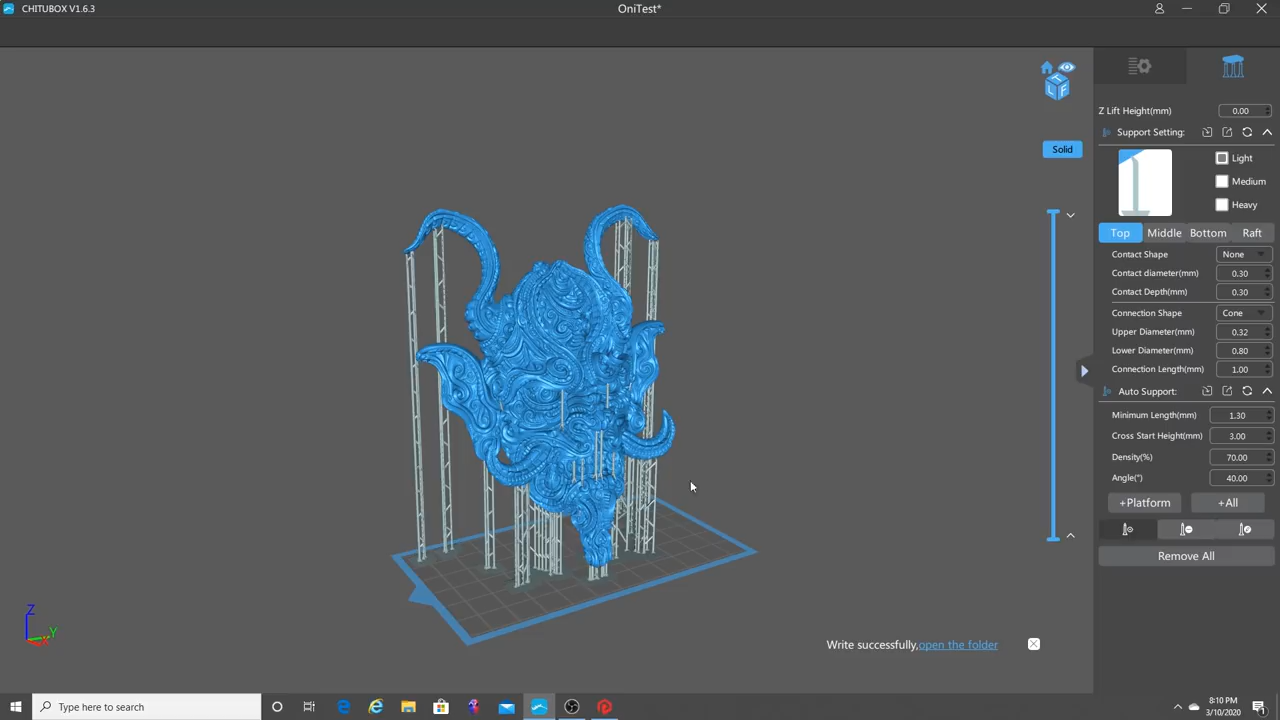 CHITUBOX V1.6.3
OniTest*
Z Lift Height(mm) 0.00
Support Setting:
Light
Medium
Heavy
Top Middle Bottom Raft
Contact Shape None
Contact diameter(mm) 0.30
Contact Depth(mm) 0.30
Connection Shape Cone
Upper Diameter(mm) 0.32
Lower Diameter(mm) 0.80
Connection Length(mm) 1.00
Auto Support:
Minimum Length(mm) 1.30
Cross Start Height(mm) 3.00
Density(%) 70.00
Angle(°) 40.00
+Platform +All
Remove All
Solid
T
L F
Z
Y
X
Write successfully,open the folder
Type here to search
8:10 PM
3/10/2020
1